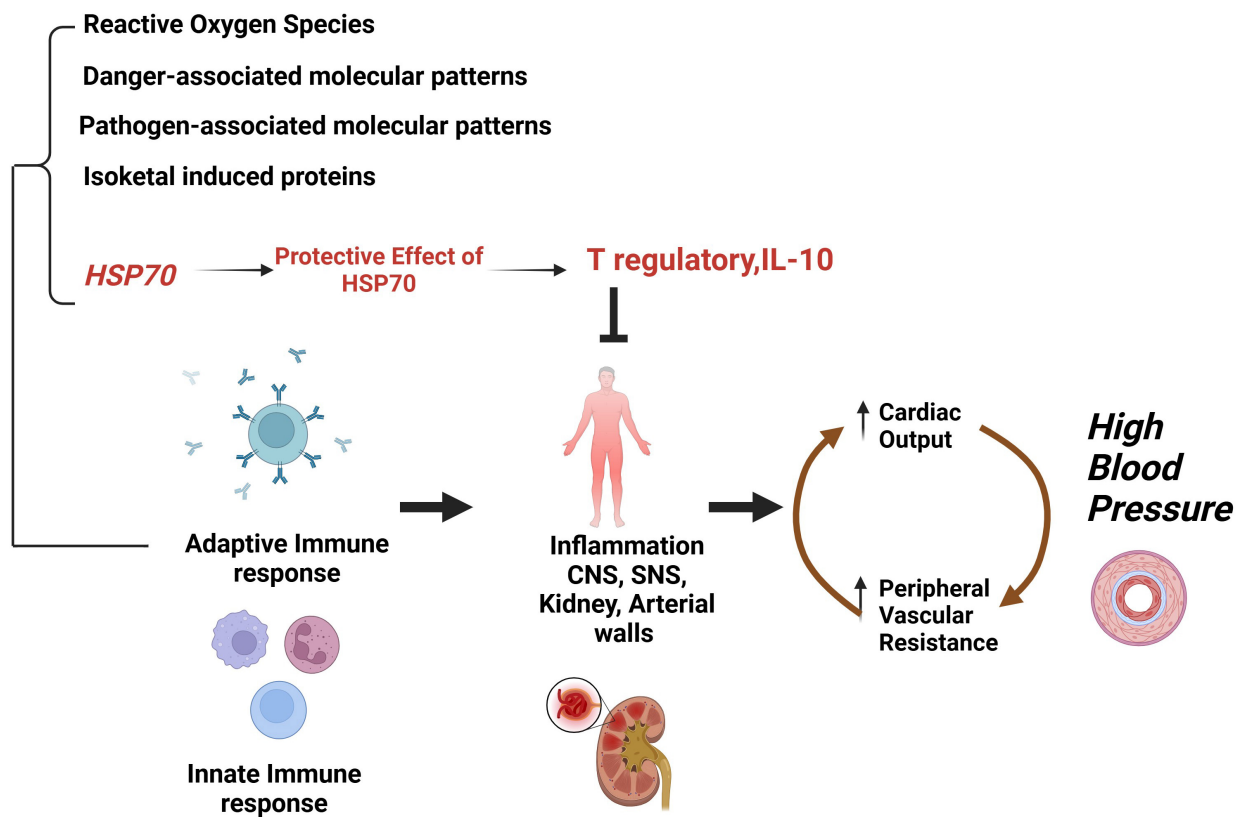 Reactive Oxygen Species
Danger-associated molecular patterns
Pathogen-associated molecular patterns
Isoketal induced proteins
HSP70
Protective Effect of
HSP70
T regulatory,IL-10
Adaptive Immune
response
Innate Immune
response
Inflammation
CNS, SNS,
Kidney, Arterial
walls
Cardiac
Output
Peripheral
Vascular
Resistance
High
Blood
Pressure